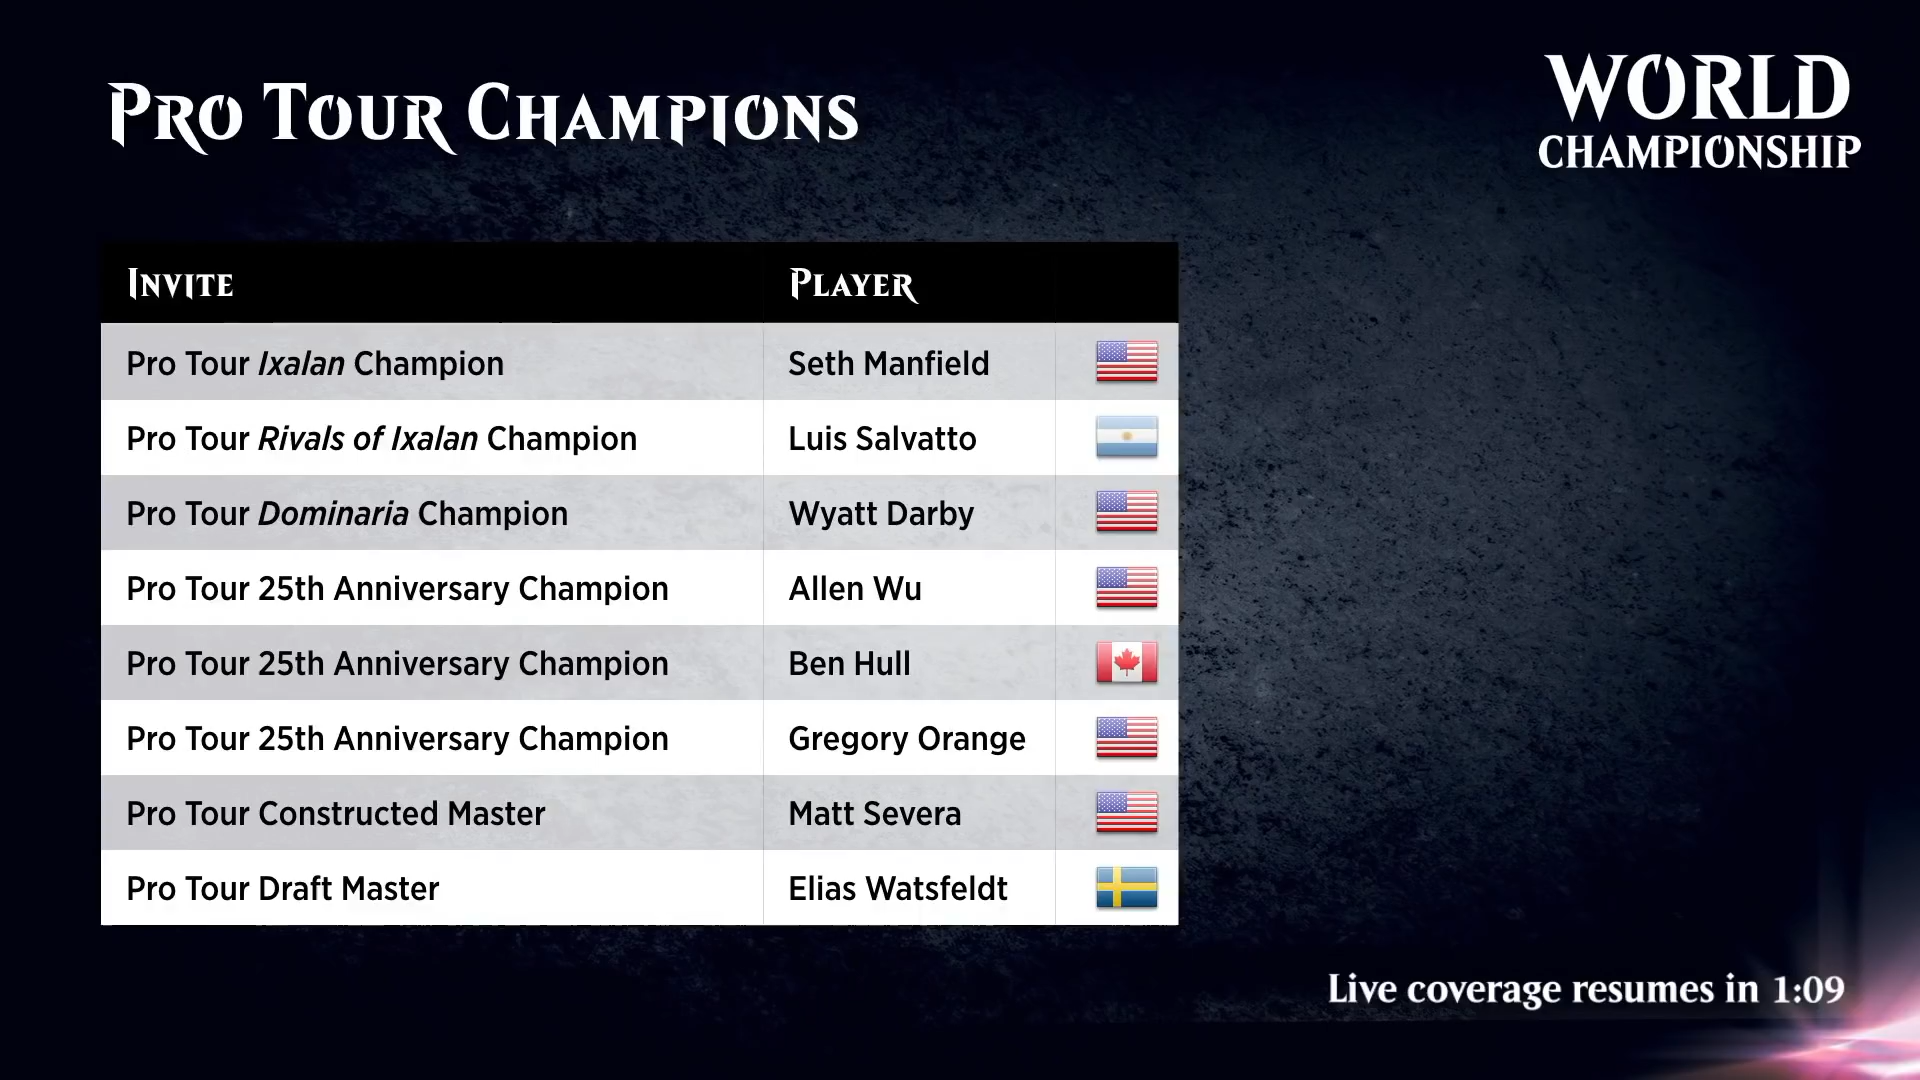 Pro Tour Champions
WORLD
CHAMPIONSHIP
Invite Player
Pro Tour Ixalan Champion Seth Manfield
Pro Tour Rivals of Ixalan Champion Luis Salvatto
Pro Tour Dominaria Champion Wyatt Darby
Pro Tour 25th Anniversary Champion Allen Wu
Pro Tour 25th Anniversary Champion Ben Hull
Pro Tour 25th Anniversary Champion Gregory Orange
Pro Tour Constructed Master Matt Severa
Pro Tour Draft Master Elias Watsfeldt
Live coverage resumes in 1:09